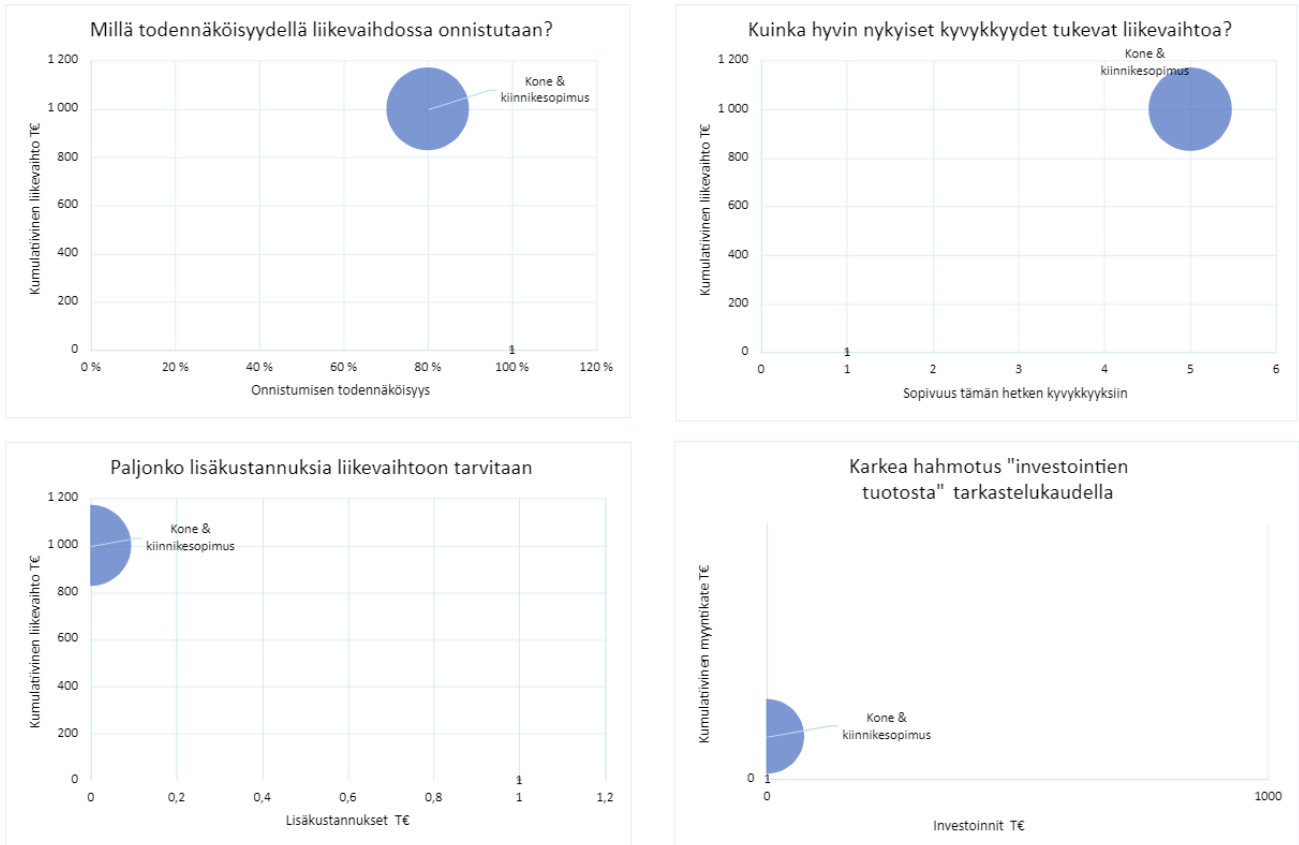 Millä todennäköisyydellä liikevaihdossa onnistutaan?
1 200
1 000
800
600
400
200
0
Kumulatiivinen liikevaihto T€
Kone &
kiinnikesopimus
1
0 %
20 %
40 %
60 %
80 %
100 %
120 %
Onnistumisen todennäköisyys
Kuinka hyvin nykyiset kyvykkyydet tukevat liikevaihtoa?
1 200
1 000
800
600
400
200
0
Kumulatiivinen liikevaihto T€
Kone &
kiinnikesopimus
1
0
1
2
3
4
5
6
Sopivuus tämän hetken kyvykkyyksiin
Paljonko lisäkustannuksia liikevaihtoon tarvitaan
1 200
1 000
800
600
400
200
0
Kumulatiivinen liikevaihto T€
Kone &
kiinnikesopimus
1
0
0,2
0,4
0,6
0,8
1
1,2
Lisäkustannukset T€
Karkea hahmotus "investointien
tuotosta" tarkastelukaudella
Kumulatiivinen myyntikate T€
Kone &
kiinnikesopimus
0
1
0
1000
Investoinnit T€